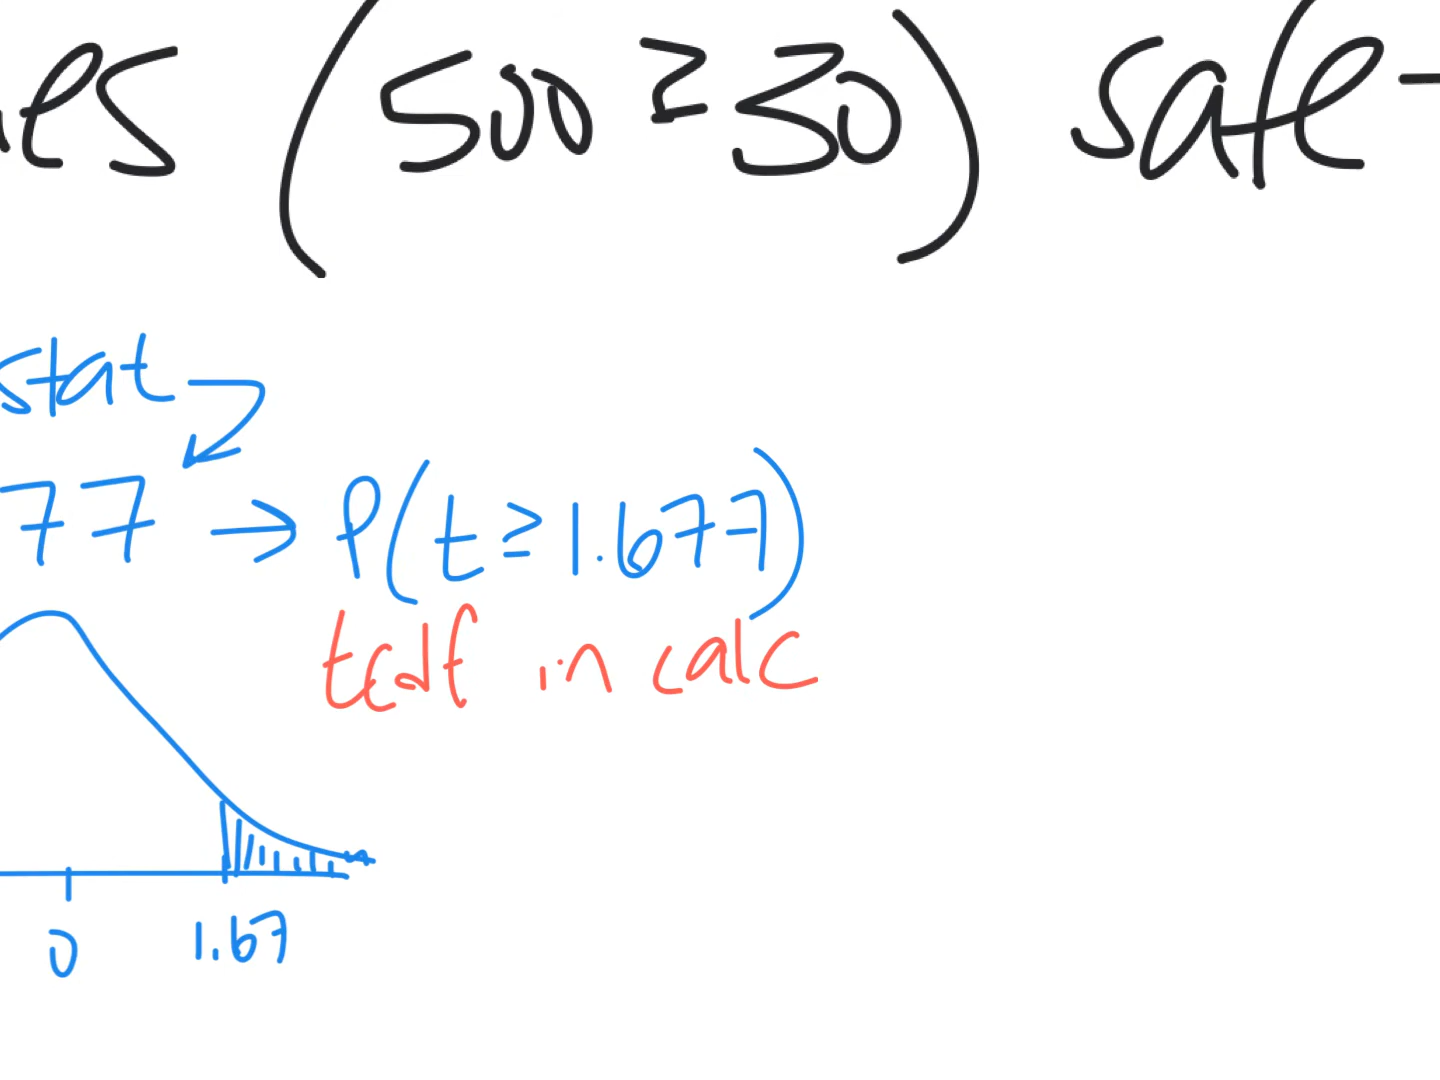 (500 ≥ 30) safe
stat
77 → P(t ≥ 1.677)
tcdf in calc
0 1.67